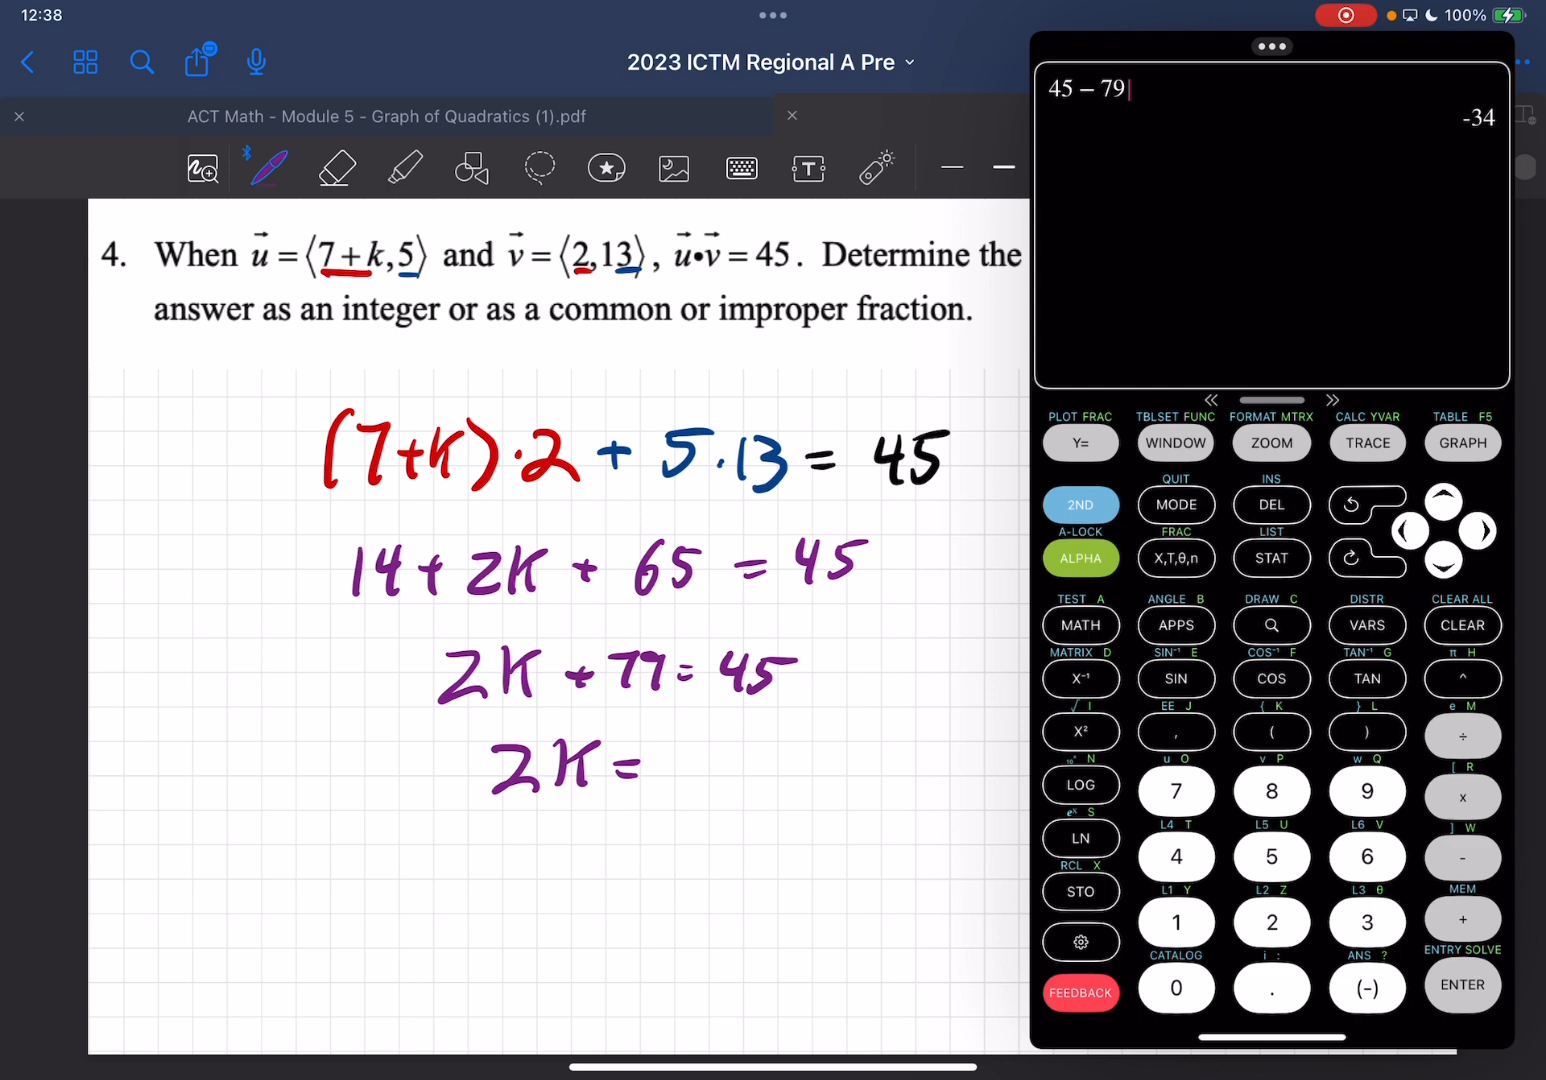 12:38
100%
2023 ICTM Regional A Pre
ACT Math - Module 5 - Graph of Quadratics (1).pdf
4. When u⃗ = ⟨7 + k, 5⟩ and v⃗ = ⟨2,13⟩, u⃗•v⃗ = 45. Determine the
answer as an integer or as a common or improper fraction.
(7+k)·2 + 5·13 = 45
14 + 2k + 65 = 45
2k + 79 = 45
2k =
45 – 79
-34
PLOT FRAC TBLSET FUNC FORMAT MTRX CALC YVAR TABLE F5
Y= WINDOW ZOOM TRACE GRAPH
QUIT INS
2ND MODE DEL
A-LOCK FRAC LIST
ALPHA X,T,θ,n STAT
TEST A ANGLE B DRAW C DISTR CLEAR ALL
MATH APPS VARS CLEAR
MATRIX D SIN⁻¹ E COS⁻¹ F TAN⁻¹ G π H
X⁻¹ SIN COS TAN ^
√ I EE J { K } L e M
X² , ( ) ÷
10ˣ N u O v P w Q [ R
LOG 7 8 9 x
eˣ S L4 T L5 U L6 V ] W
LN 4 5 6 -
RCL X L1 Y L2 Z L3 θ MEM
STO 1 2 3 +
CATALOG i : ANS ? ENTRY SOLVE
FEEDBACK 0 . (-) ENTER